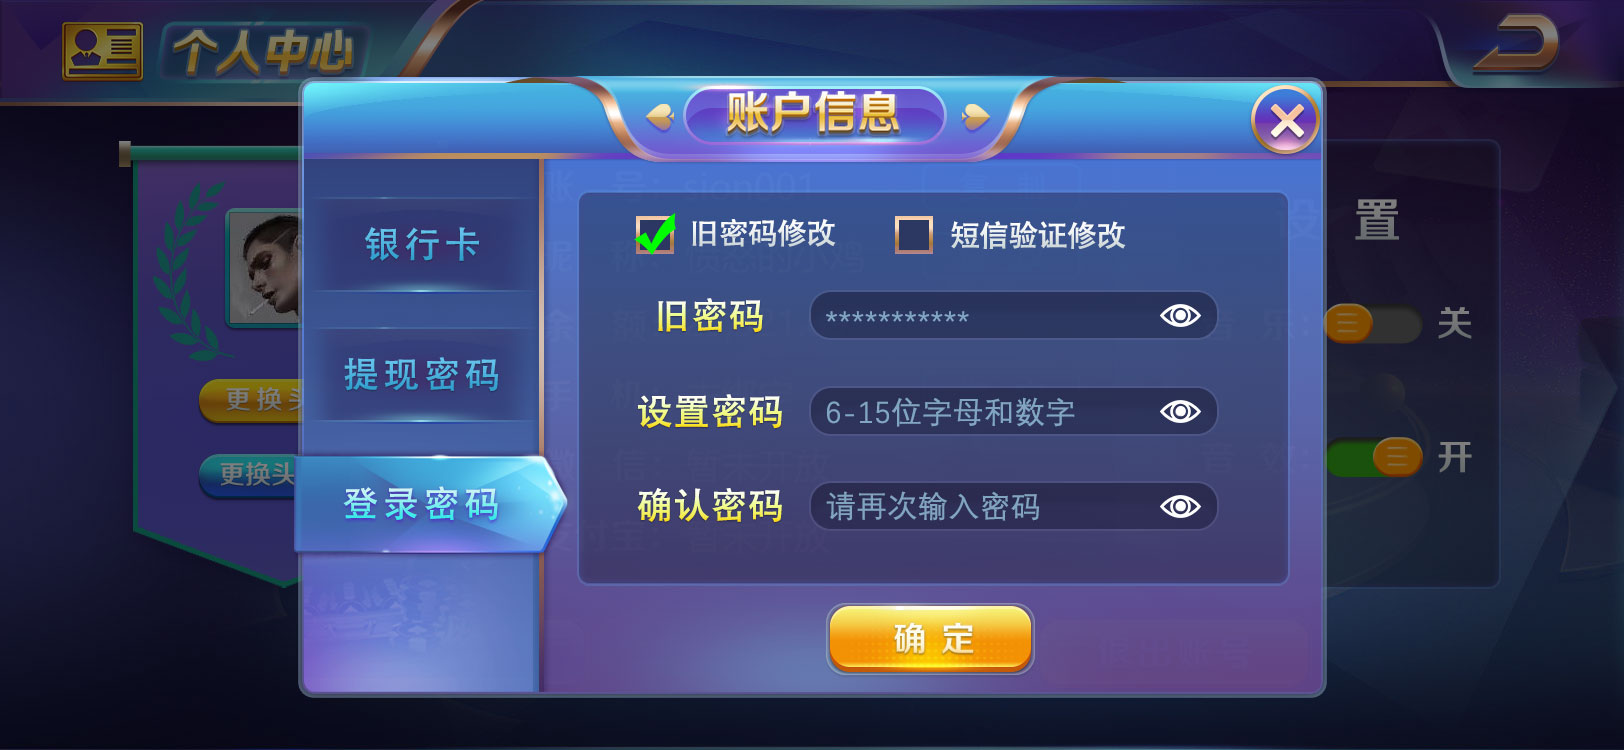 个人中心
账户信息
银行卡
提现密码
登录密码
旧密码修改
短信验证修改
旧密码
***********
设置密码
6-15位字母和数字
确认密码
请再次输入密码
确定
更换头
更换头
置
关
开